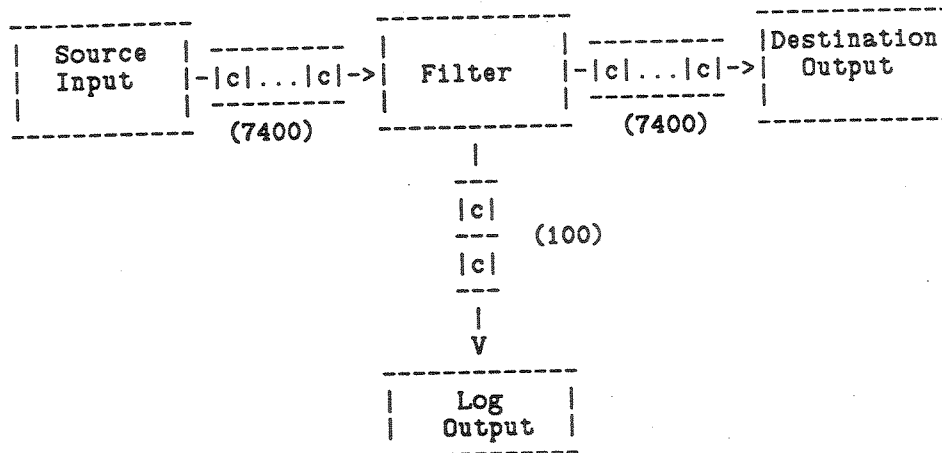 Source Input
|c|...|c|->
(7400)
Filter
|c|...|c|->
(7400)
Destination Output
|c|
(100)
|c|
V
Log Output